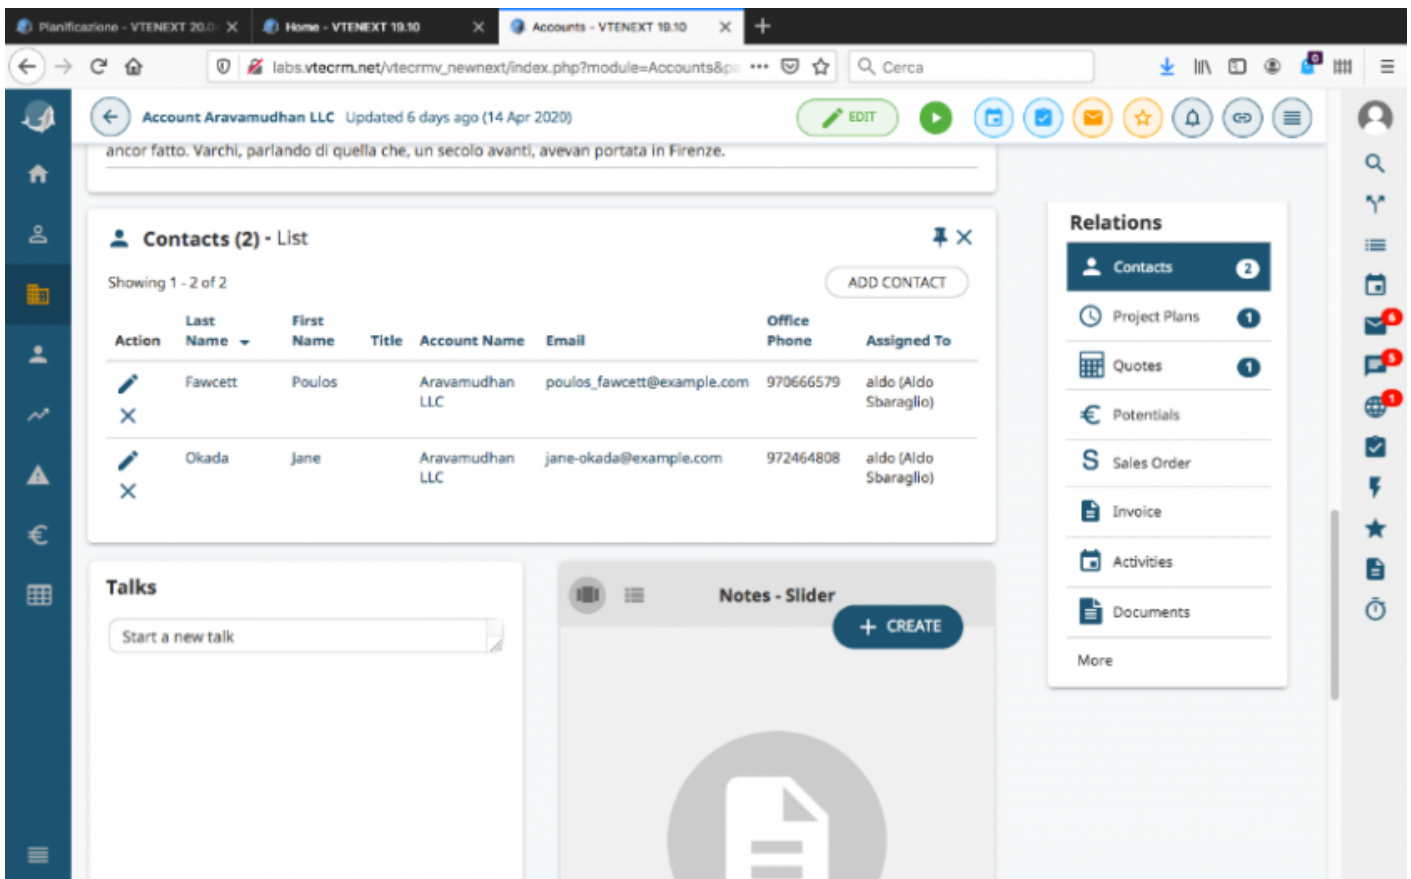 Pianificazione - VTENEXT 20.0
Home - VTENEXT 19.10
Accounts - VTENEXT 19.10
labs.vtecrm.net/vtecrmv_newnext/index.php?module=Accounts&pa
Cerca
0
Account Aravamudhan LLC Updated 6 days ago (14 Apr 2020)
EDIT
ancor fatto. Varchi, parlando di quella che, un secolo avanti, avevan portata in Firenze.
Contacts (2) - List
Showing 1 - 2 of 2
ADD CONTACT
Action Last Name First Name Title Account Name Email Office Phone Assigned To
Fawcett Poulos Aravamudhan LLC poulos_fawcett@example.com 970666579 aldo (Aldo Sbaraglio)
Okada Jane Aravamudhan LLC jane-okada@example.com 972464808 aldo (Aldo Sbaraglio)
Talks
Start a new talk
Notes - Slider
+ CREATE
Relations
Contacts 2
Project Plans 1
Quotes 1
Potentials
Sales Order
Invoice
Activities
Documents
More
6
5
1